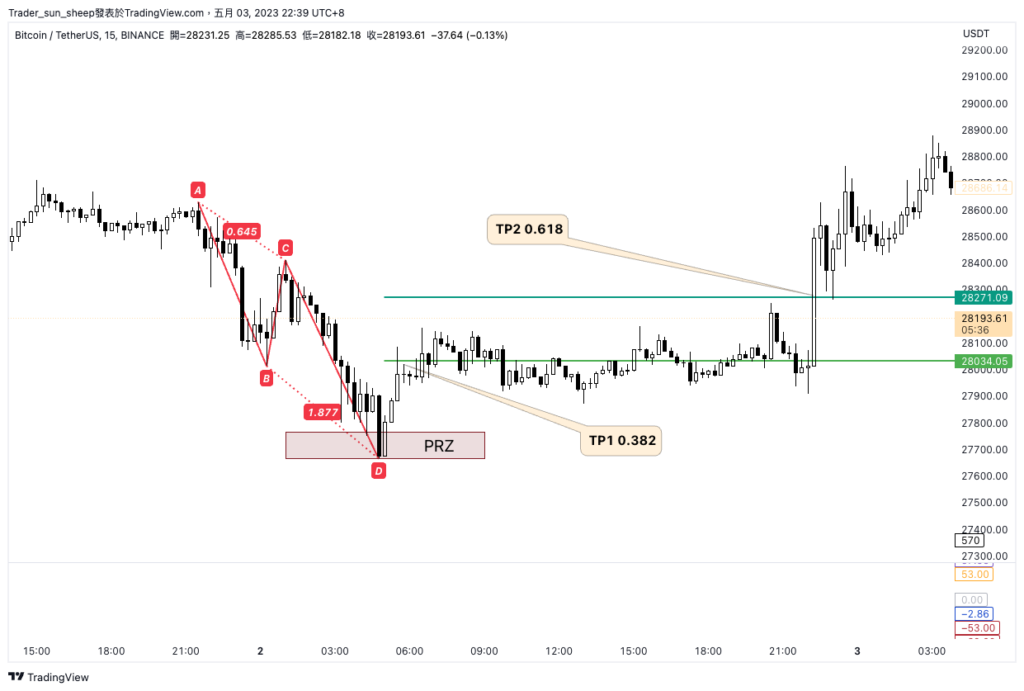 Trader_sun_sheep發表於TradingView.com，五月 03, 2023 22:39 UTC+8
Bitcoin / TetherUS, 15, BINANCE 開=28231.25 高=28285.53 低=28182.18 收=28193.61 −37.64 (−0.13%)
USDT
29200.00
29100.00
29000.00
28900.00
28800.00
28686.14
28600.00
28500.00
28400.00
28300.00
28271.09
28193.61
05:36
28100.00
28034.05
28000.00
27900.00
27800.00
27700.00
27600.00
27500.00
27400.00
570
27300.00
53.00
0.00
−2.86
−53.00
A
0.645
C
TP2 0.618
B
1.877
TP1 0.382
PRZ
D
15:00 18:00 21:00 2 03:00 06:00 09:00 12:00 15:00 18:00 21:00 3 03:00
TradingView